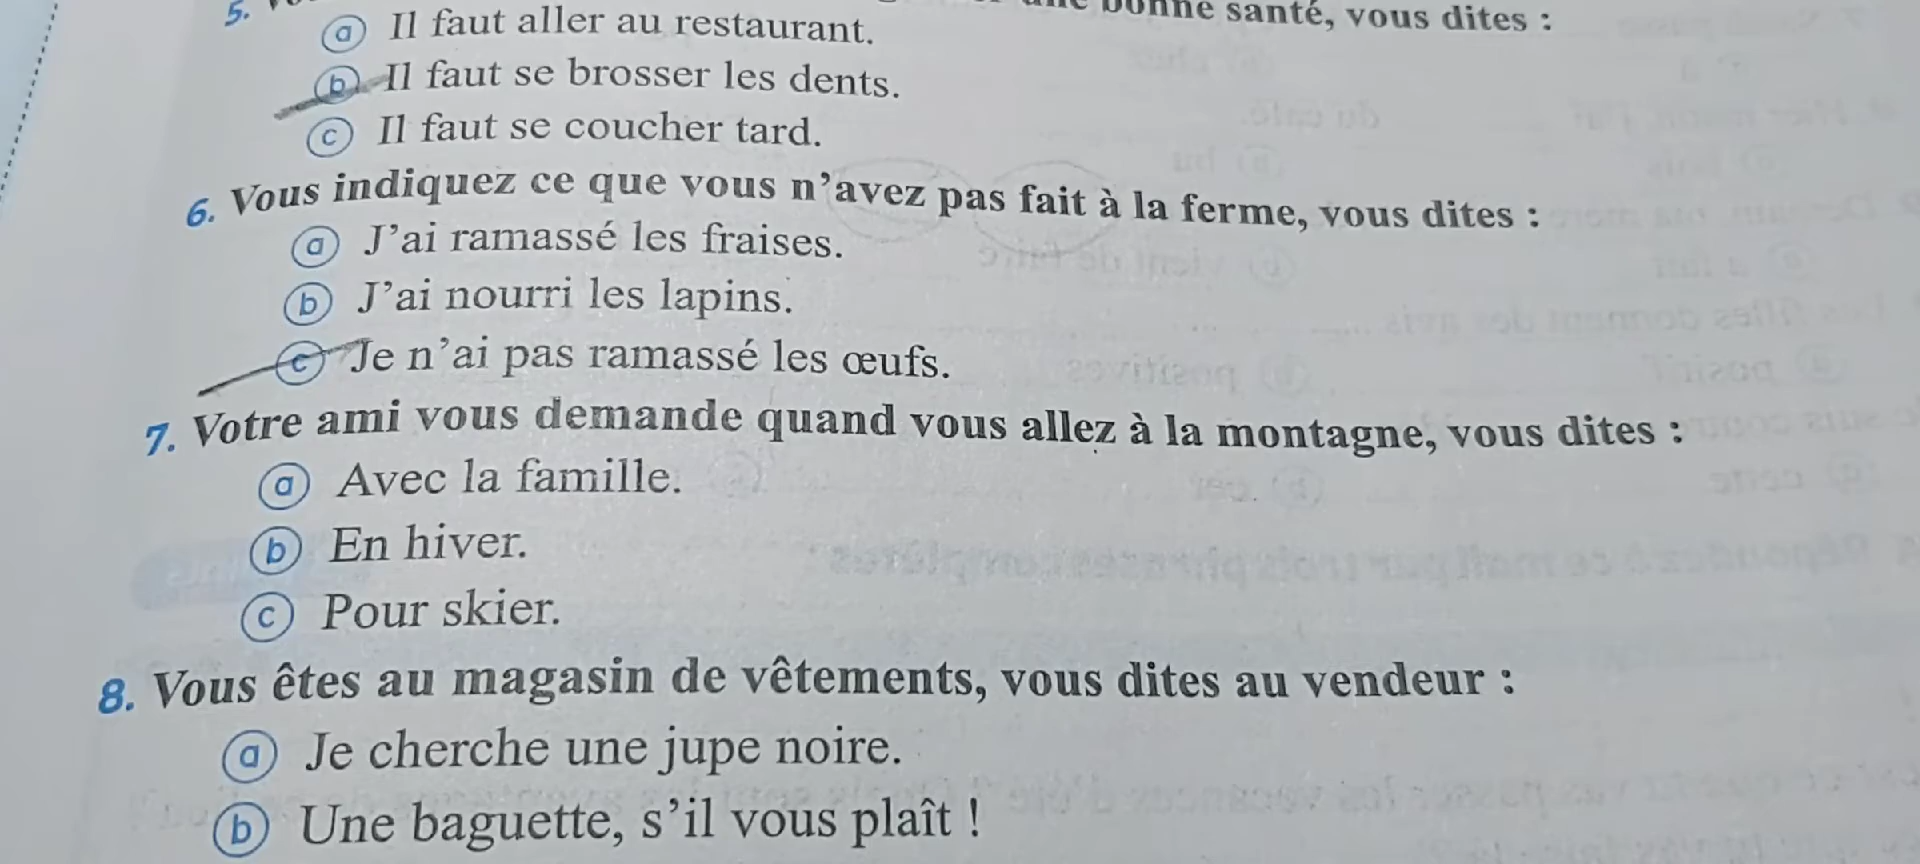 5.
bonne santé, vous dites :
a Il faut aller au restaurant.
b Il faut se brosser les dents.
c Il faut se coucher tard.
6. Vous indiquez ce que vous n'avez pas fait à la ferme, vous dites :
a J'ai ramassé les fraises.
b J'ai nourri les lapins.
c Je n'ai pas ramassé les œufs.
7. Votre ami vous demande quand vous allez à la montagne, vous dites :
a Avec la famille.
b En hiver.
c Pour skier.
8. Vous êtes au magasin de vêtements, vous dites au vendeur :
a Je cherche une jupe noire.
b Une baguette, s'il vous plaît !